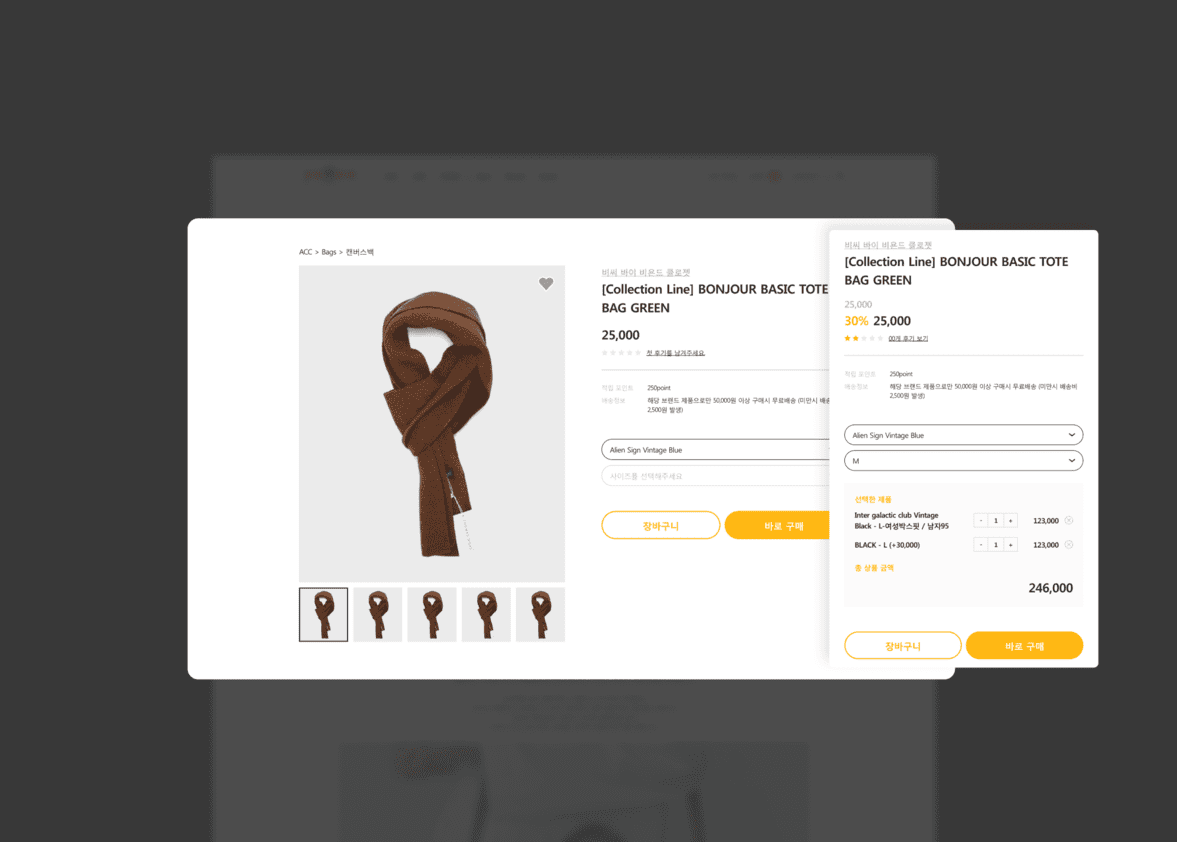 ACC > Bags > 캔버스백
비씨 바이 비욘드 클로젯
[Collection Line] BONJOUR BASIC TOTE
BAG GREEN
25,000
첫 후기를 남겨주세요.
적립 포인트 250point
배송정보 해당 브랜드 제품으로만 50,000원 이상 구매시 무료배송 (미만시 배송
2,500원 발생)
Alien Sign Vintage Blue
사이즈를 선택해주세요
장바구니 바로 구매
비씨 바이 비욘드 클로젯
[Collection Line] BONJOUR BASIC TOTE
BAG GREEN
25,000
30% 25,000
00개 후기 보기
적립 포인트 250point
배송정보 해당 브랜드 제품으로만 50,000원 이상 구매시 무료배송 (미만시 배송비
2,500원 발생)
Alien Sign Vintage Blue
M
선택한 제품
Inter galactic club Vintage
Black - L-여성박스핏 / 남자95 - 1 + 123,000
BLACK - L (+30,000) - 1 + 123,000
총 상품 금액
246,000
장바구니 바로 구매